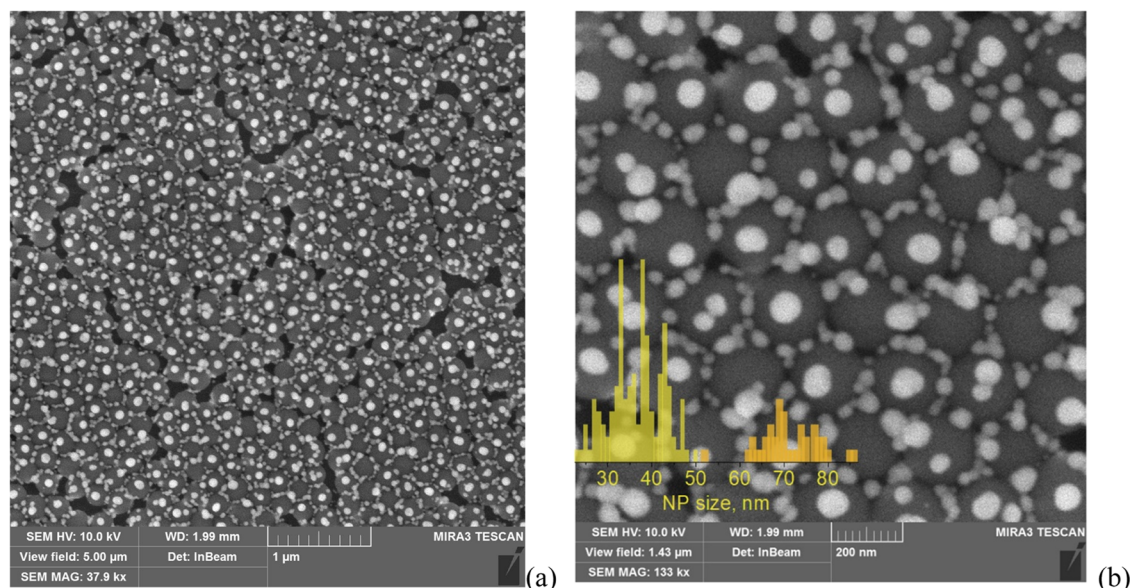 SEM HV: 10.0 kV WD: 1.99 mm MIRA3 TESCAN
View field: 5.00 μm Det: InBeam 1 μm
SEM MAG: 37.9 kx
(a)
30 40 50 60 70 80
NP size, nm
SEM HV: 10.0 kV WD: 1.99 mm MIRA3 TESCAN
View field: 1.43 μm Det: InBeam 200 nm
SEM MAG: 133 kx
(b)